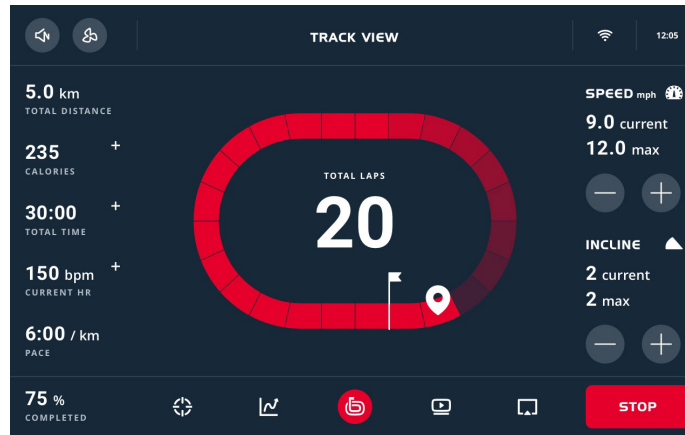 TRACK VIEW
12:05
5.0 km
TOTAL DISTANCE
235 +
CALORIES
30:00 +
TOTAL TIME
150 bpm +
CURRENT HR
6:00 / km
PACE
75 %
COMPLETED
TOTAL LAPS
20
SPEED mph
9.0 current
12.0 max
INCLINE
2 current
2 max
STOP